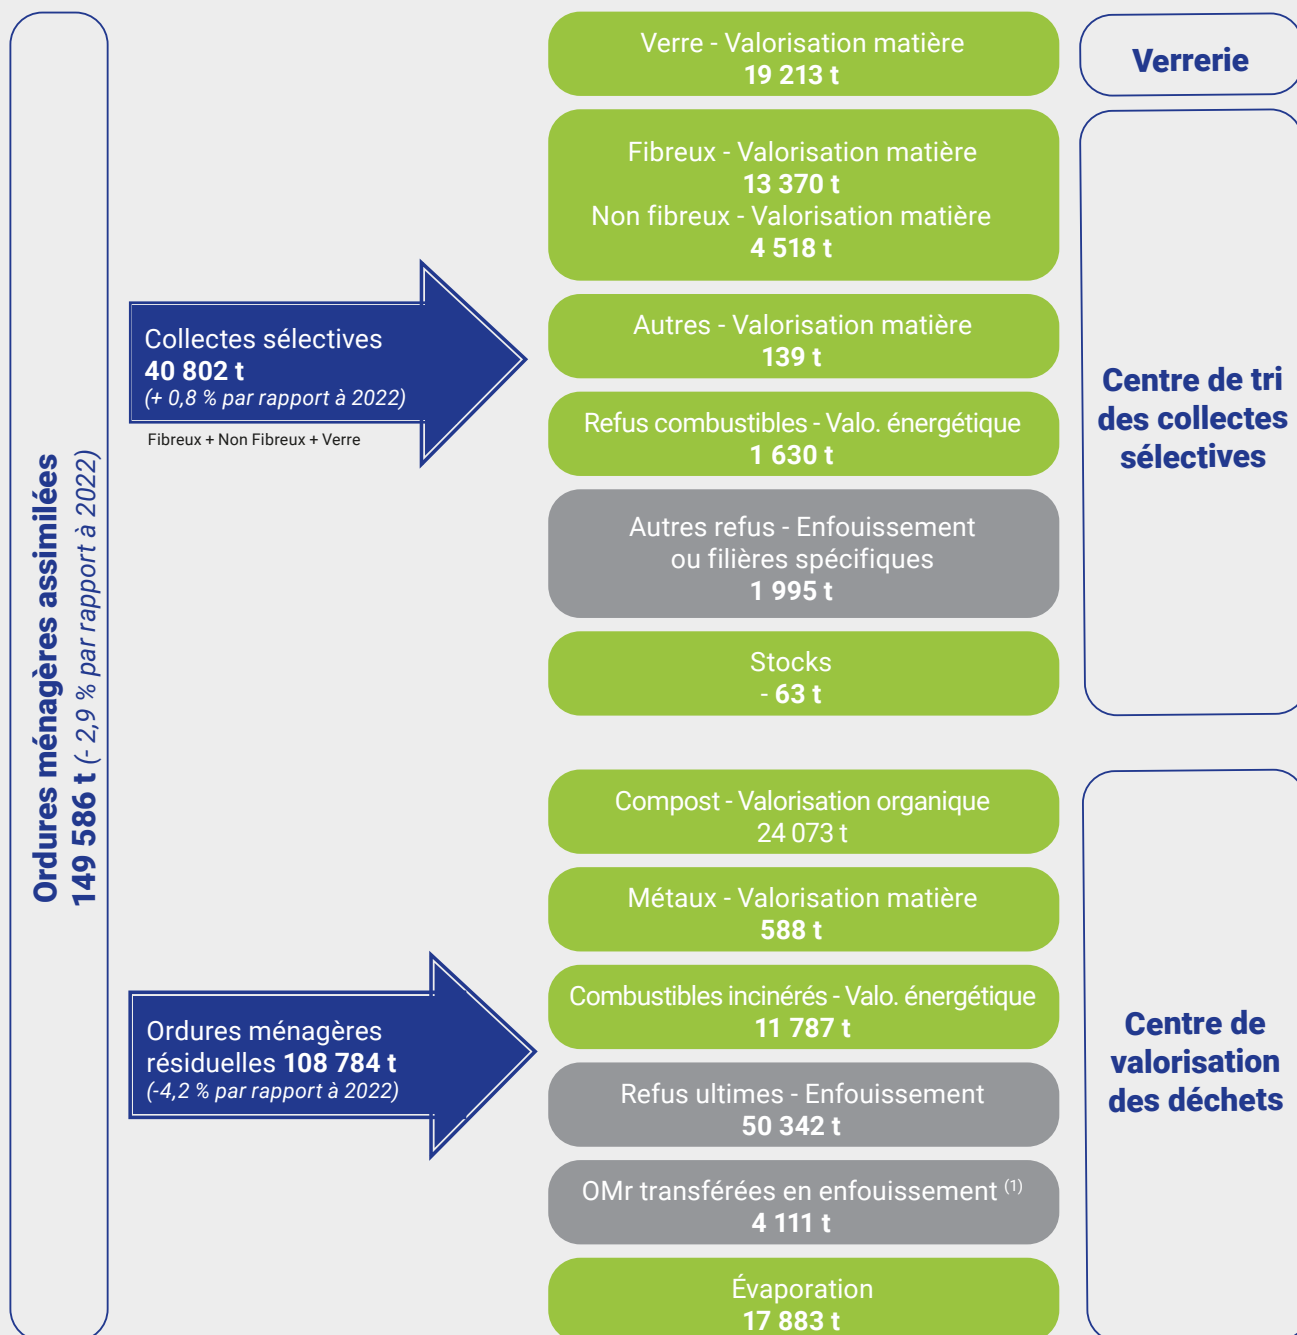 Ordures ménagères assimilées
149 586 t (- 2,9 % par rapport à 2022)
Collectes sélectives
40 802 t
(+ 0,8 % par rapport à 2022)
Fibreux + Non Fibreux + Verre
Verre - Valorisation matière
19 213 t
Verrerie
Fibreux - Valorisation matière
13 370 t
Non fibreux - Valorisation matière
4 518 t
Autres - Valorisation matière
139 t
Refus combustibles - Valo. énergétique
1 630 t
Autres refus - Enfouissement
ou filières spécifiques
1 995 t
Stocks
- 63 t
Centre de tri
des collectes
sélectives
Ordures ménagères
résiduelles 108 784 t
(-4,2 % par rapport à 2022)
Compost - Valorisation organique
24 073 t
Métaux - Valorisation matière
588 t
Combustibles incinérés - Valo. énergétique
11 787 t
Refus ultimes - Enfouissement
50 342 t
OMr transférées en enfouissement (1)
4 111 t
Évaporation
17 883 t
Centre de
valorisation
des déchets